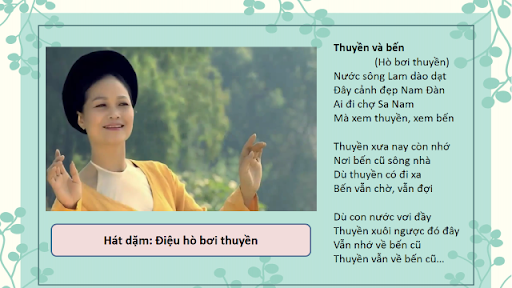 Thuyền và bến
(Hò bơi thuyền)
Nước sông Lam dào dạt
Đây cảnh đẹp Nam Đàn
Ai đi chợ Sa Nam
Mà xem thuyền, xem bến
Thuyền xưa nay còn nhớ
Nơi bến cũ sông nhà
Dù thuyền có đi xa
Bến vẫn chờ, vẫn đợi
Dù con nước vơi dầy
Thuyền xuôi ngược đó đây
Vẫn nhớ về bến cũ
Thuyền vẫn về bến cũ...
Hát dặm: Điệu hò bơi thuyền